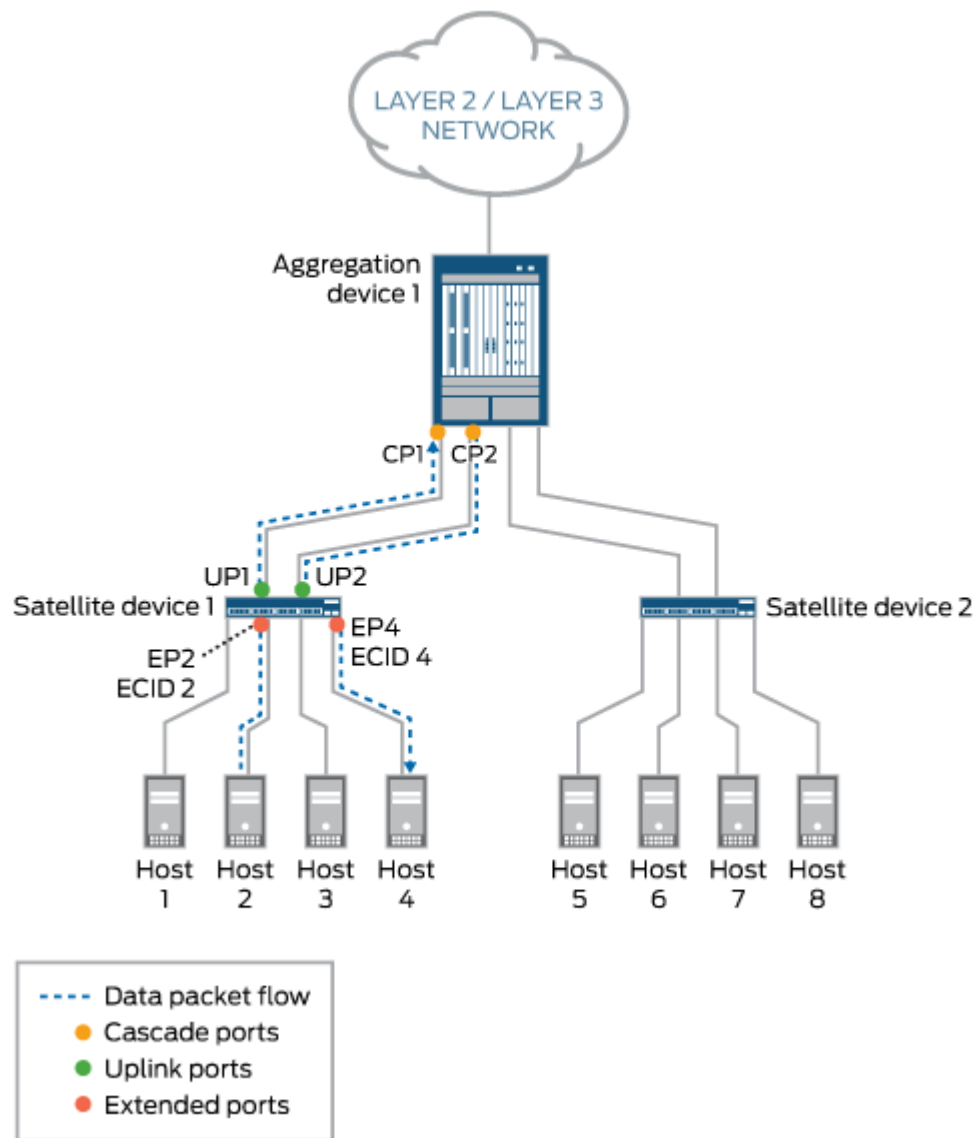 LAYER 2 / LAYER 3
NETWORK
Aggregation
device 1
CP1
CP2
UP1
UP2
Satellite device 1
Satellite device 2
EP2
ECID 2
EP4
ECID 4
Host
1
Host
2
Host
3
Host
4
Host
5
Host
6
Host
7
Host
8
Data packet flow
Cascade ports
Uplink ports
Extended ports